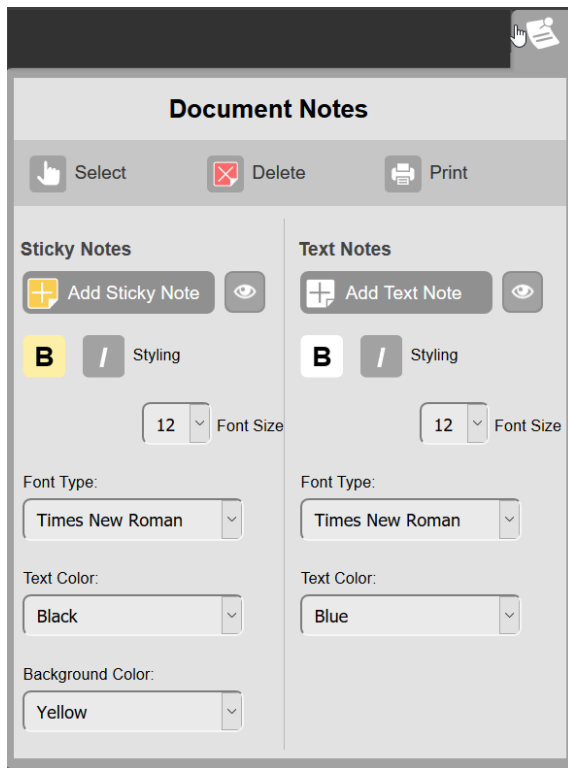 Document Notes
Select Delete Print
Sticky Notes
Add Sticky Note
B I Styling
12 Font Size
Font Type:
Times New Roman
Text Color:
Black
Background Color:
Yellow
Text Notes
Add Text Note
B I Styling
12 Font Size
Font Type:
Times New Roman
Text Color:
Blue